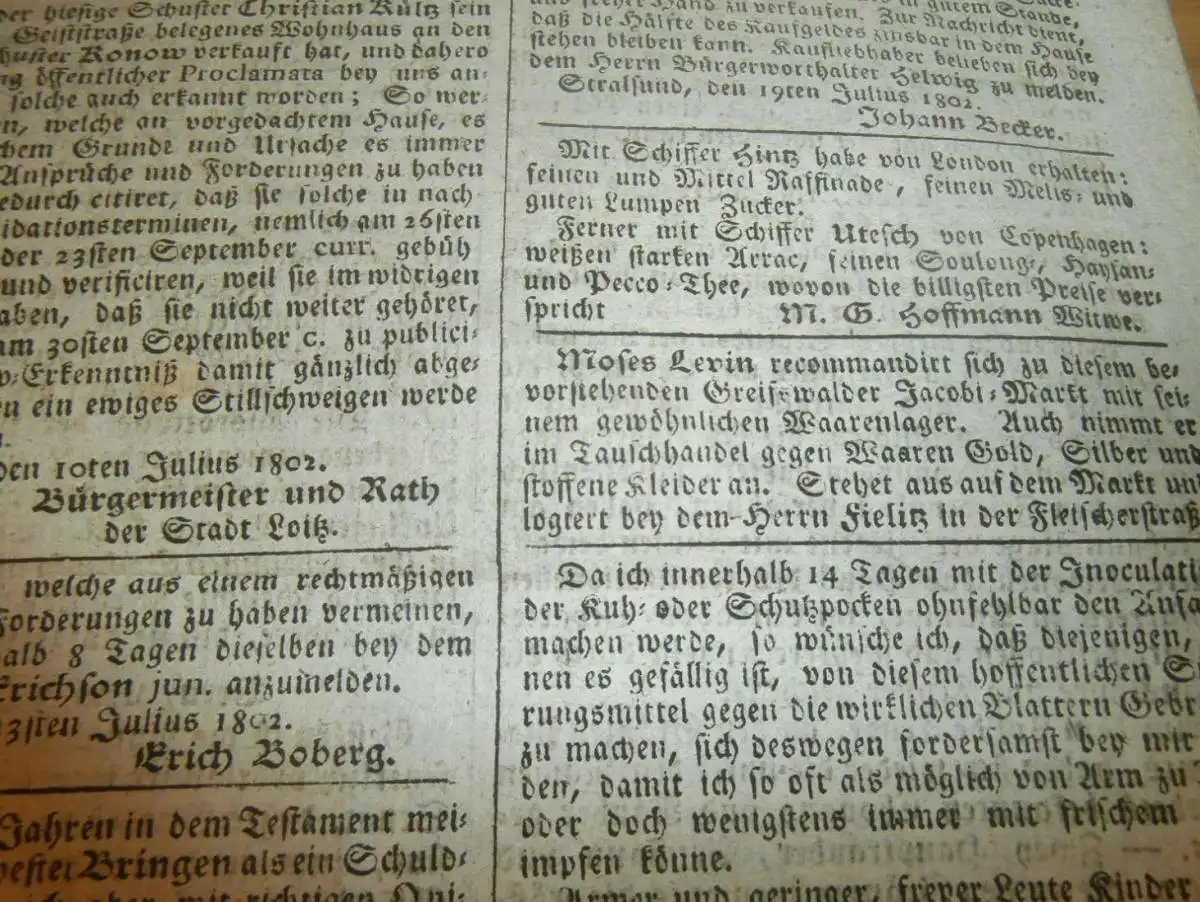 der hiesige Schuster Christian Kültz sein
Geiststraße belegenes Wohnhaus an den
Konow verkauft hat, und dahero
öffentlicher Proclamata bey uns an-
solche auch erkannt worden; So wer-
welche an vorgedachtem Hause, es
Grunde und Ursache es immer
Ansprüche und Forderungen zu haben
citiret, daß sie solche in nach
nemlich am 26sten
der 23sten September curr. gebüh
und verificiren, weil sie im widrigen
daß sie nicht weiter gehöret,
am 30sten September c. zu publici-
Erkenntniß damit gänzlich abge-
ein ewiges Stillschweigen werde
den 10ten Julius 1802.
Bürgermeister und Rath
der Stadt Loitz.
welche aus einem rechtmäßigen
Forderungen zu haben vermeinen,
8 Tagen dieselben bey dem
Erichson jun. anzumelden.
Julius 1802.
Erich Boberg.
Jahren in dem Testament mei-
Bringen als ein Schuld-
mit richtigen
zu verkaufen. Zur Nachricht dient,
daß die Hälfte des Kaufgeldes zinsbar in dem Hause
stehen bleiben kann. Kaufliebhaber belieben sich bey
dem Herrn Bürgerworthalter Helwig zu melden.
Stralsund, den 19ten Julius 1802.
Johann Becker.
Mit Schiffer Hintz habe von London erhalten:
feinen und Mittel Raffinade, feinen Melis- und
guten Lumpen Zucker.
Ferner mit Schiffer Utesch von Copenhagen:
weißen starken Arrac, feinen Soulong-, Haysan-
und Pecco-Thee, wovon die billigsten Preise ver-
spricht M. G. Hoffmann Witwe.
Moses Levin recommandirt sich zu diesem be-
vorstehenden Greifswalder Jacobi-Markt mit sei-
nem gewöhnlichen Waarenlager. Auch nimmt er
im Tauschhandel gegen Waaren Gold, Silber und
stoffene Kleider an. Stehet aus auf dem Markt un
logiert bey dem Herrn Fielitz in der Fleischerstraß
Da ich innerhalb 14 Tagen mit der Inoculati
der Kuh- oder Schutzpocken ohnfehlbar den Anfa
machen werde, so wünsche ich, daß diejenigen,
nen es gefällig ist, von diesem hoffentlichen
rungsmittel gegen die wirklichen Blattern Gebr
zu machen, sich deswegen fordersamst bey mir
den, damit ich so oft als möglich von Arm zu
oder doch wenigstens immer mit frischem
impfen könne.
Armer und geringer, freyer Leute Kinder